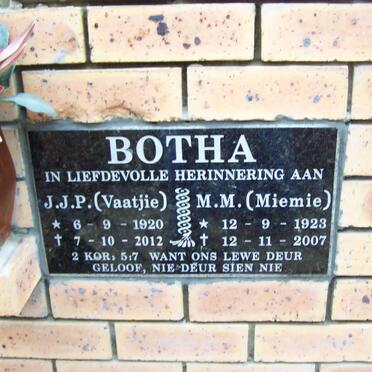 BOTHA
IN LIEFDEVOLLE HERINNERING AAN
J.J.P. (Vaatjie) M.M. (Miemie)
★ 6 - 9 - 1920 ★ 12 - 9 - 1923
✝ 7 - 10 - 2012 ✝ 12 - 11 - 2007
2 KOR: 5:7 WANT ONS LEWE DEUR
GELOOF, NIE DEUR SIEN NIE